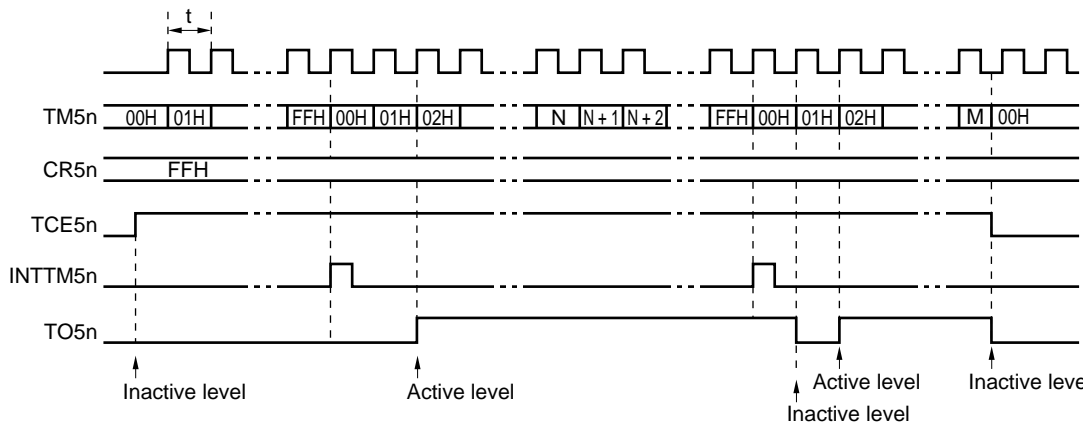 t
TM5n 00H 01H FFH 00H 01H 02H N N + 1 N + 2 FFH 00H 01H 02H M 00H
CR5n FFH
TCE5n
INTTM5n
TO5n
Inactive level Active level Active level Inactive leve
Inactive level